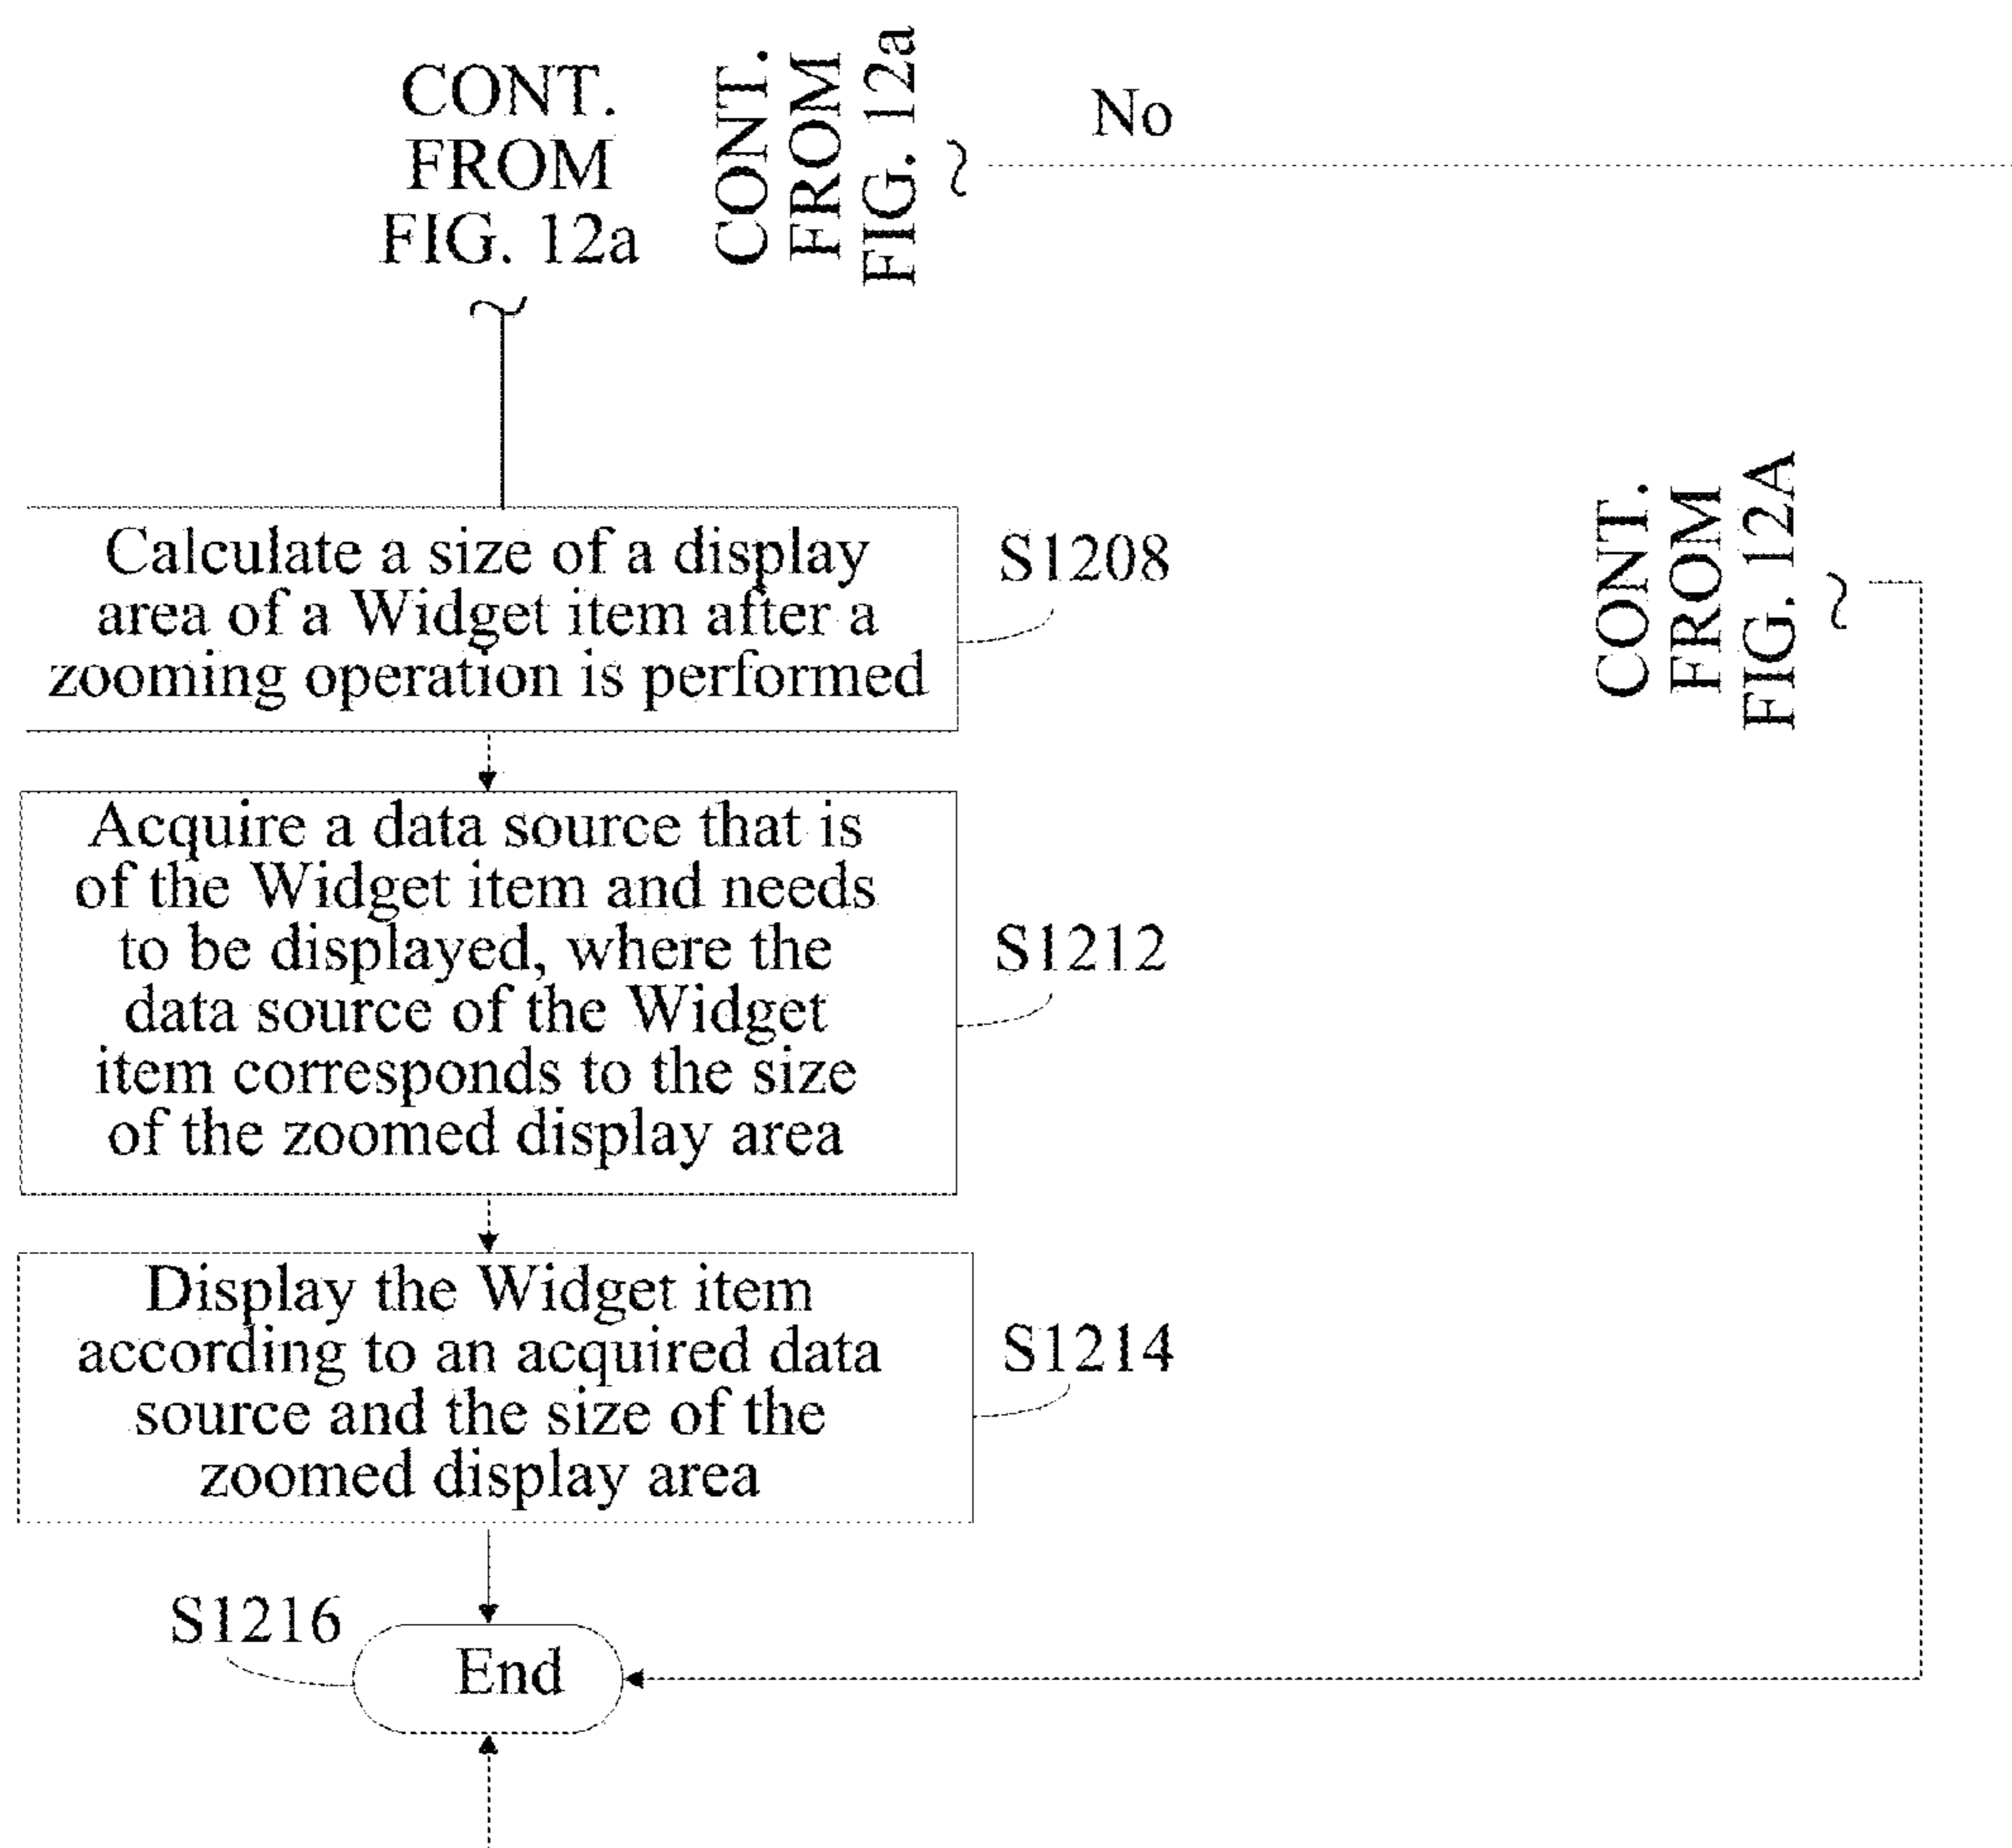 CONT.
FROM
FIG. 12a
CONT.
FROM
FIG. 12a
No
CONT.
FROM
FIG. 12A
Calculate a size of a display
area of a Widget item after a
zooming operation is performed
S1208
Acquire a data source that is
of the Widget item and needs
to be displayed, where the
data source of the Widget
item corresponds to the size
of the zoomed display area
S1212
Display the Widget item
according to an acquired data
source and the size of the
zoomed display area
S1214
S1216
End